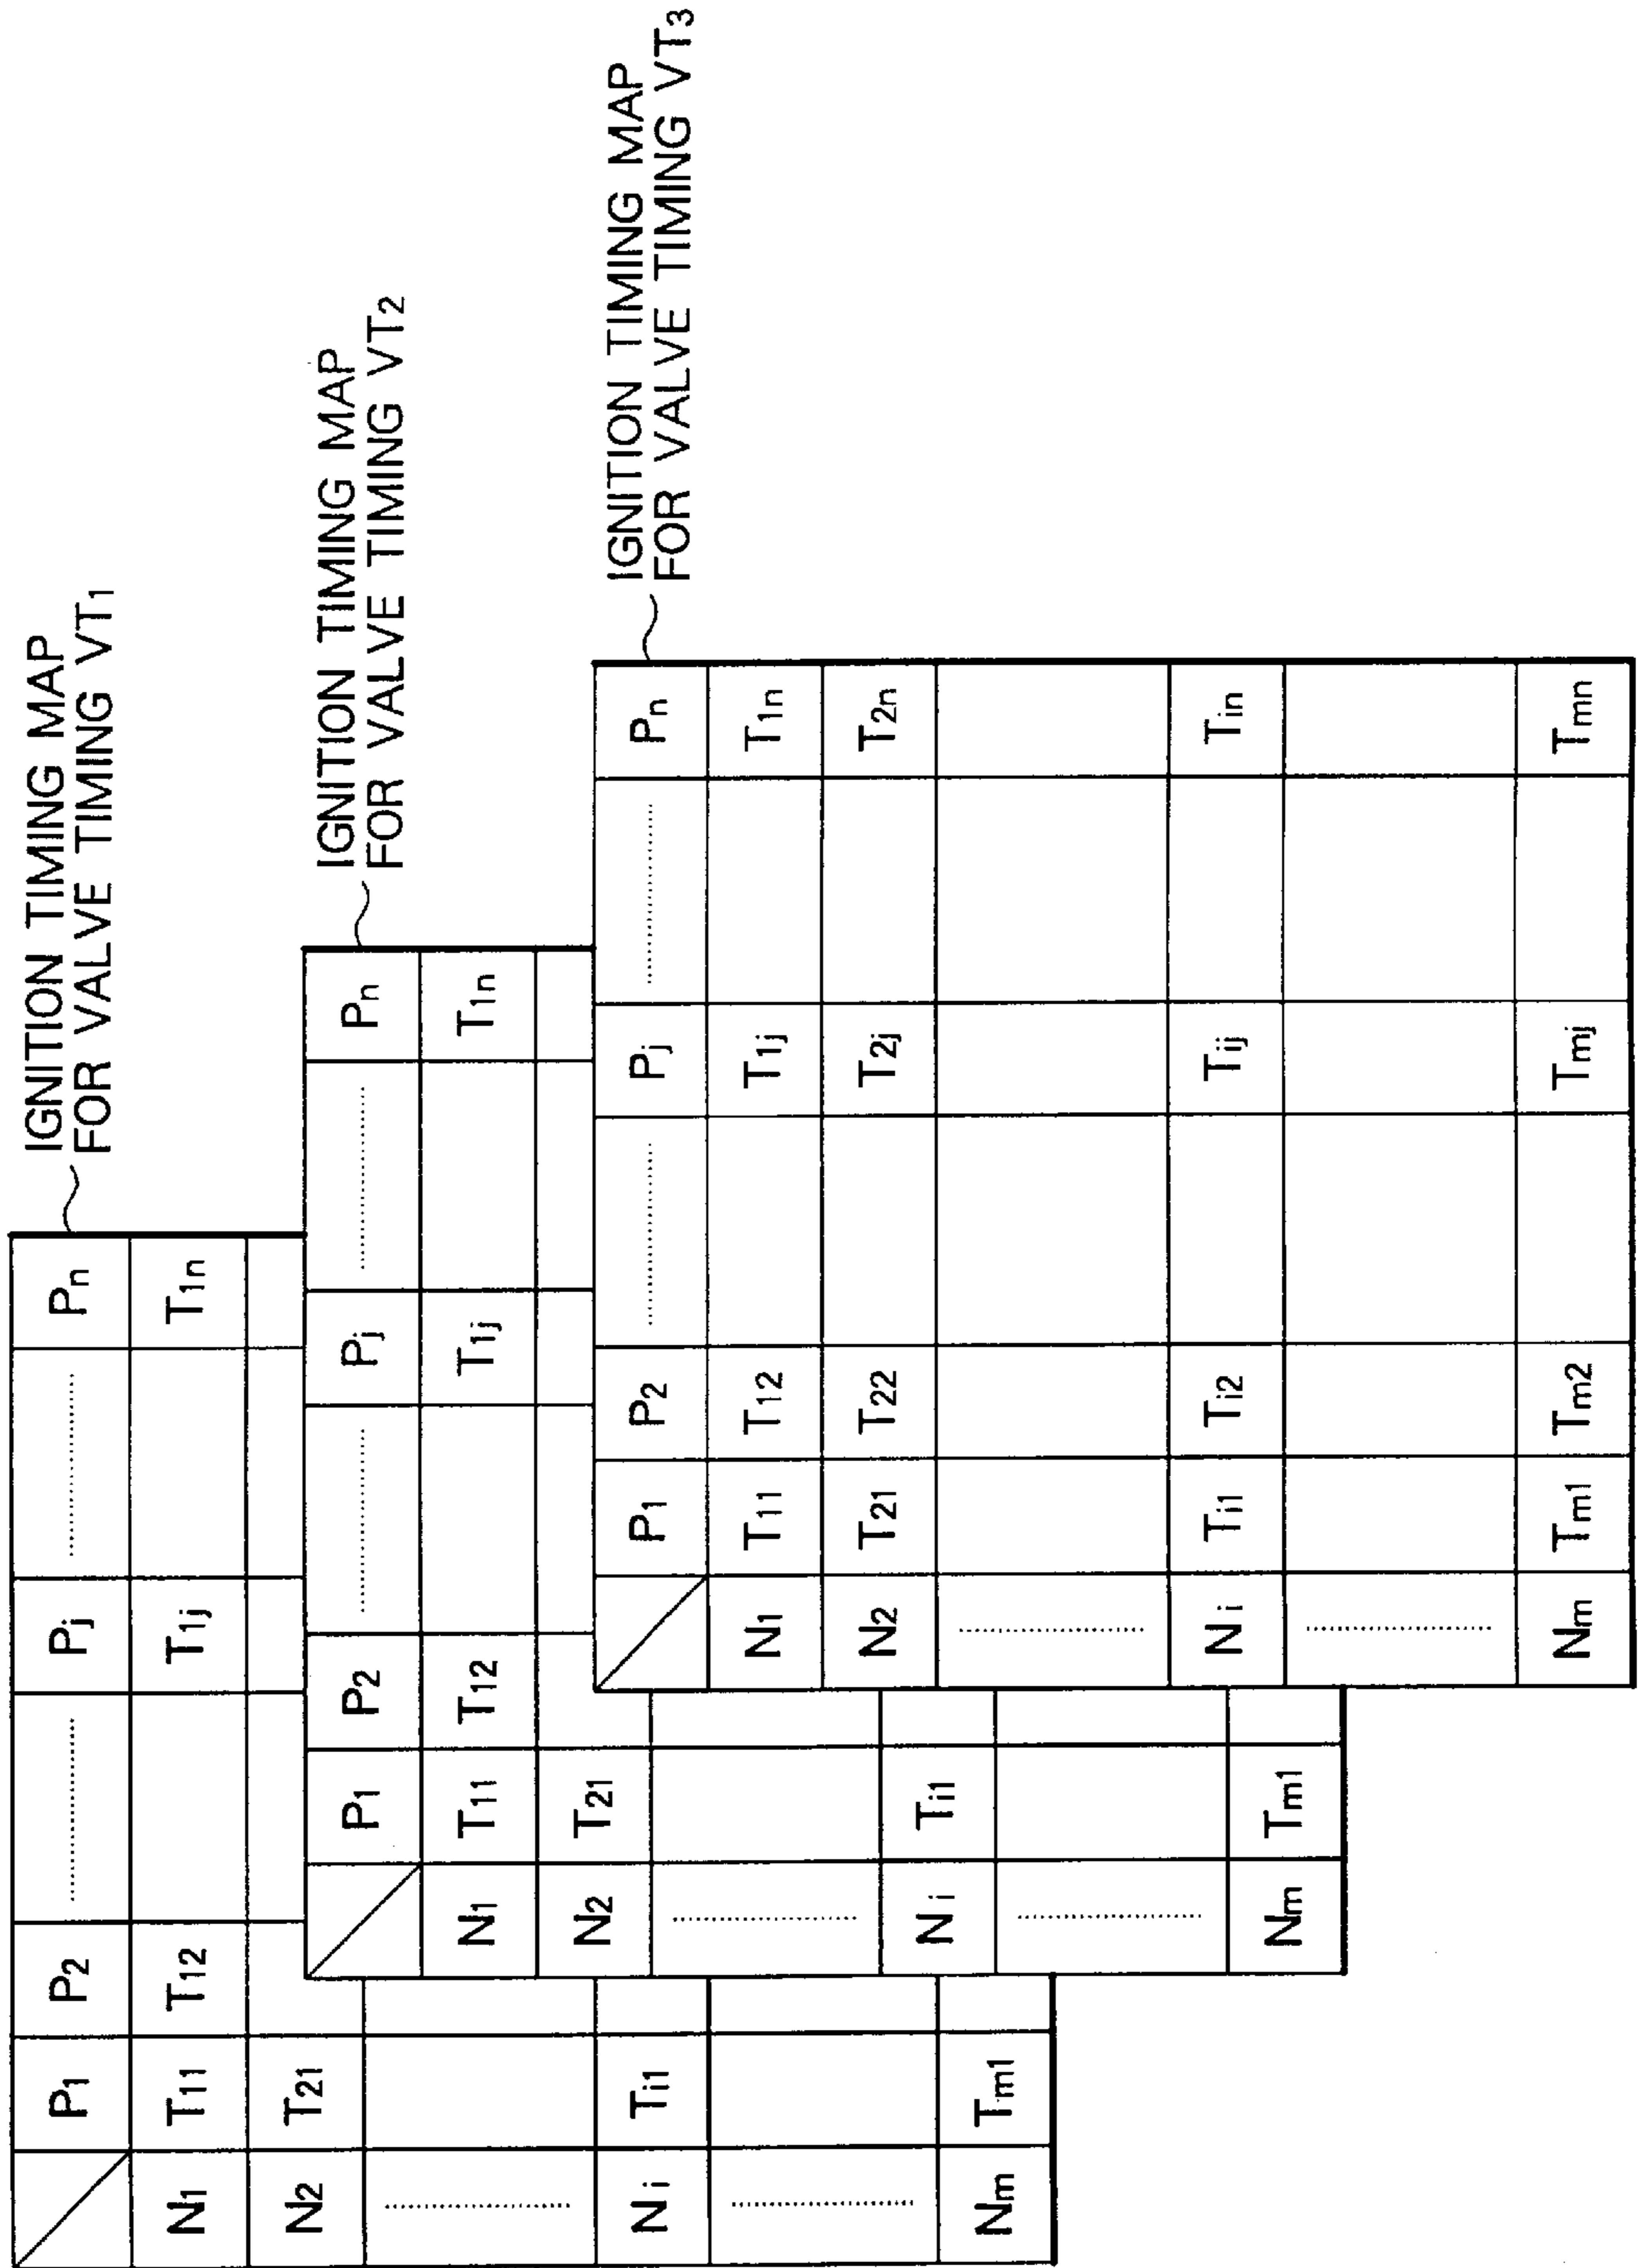 IGNITION TIMING MAP
FOR VALVE TIMING VT1
P1 P2 ............ Pj ............ Pn
N1 T11 T12 T1j T1n
N2 T21
............
Ni Ti1
............
Nm Tm1
IGNITION TIMING MAP
FOR VALVE TIMING VT2
P1 P2 ............ Pj ............ Pn
N1 T11 T12 T1j T1n
N2 T21
............
Ni Ti1
............
Nm Tm1
IGNITION TIMING MAP
FOR VALVE TIMING VT3
P1 P2 ............ Pj ............ Pn
N1 T11 T12 T1j T1n
N2 T21 T22 T2j T2n
............
Ni Ti1 Ti2 Tij Tin
............
Nm Tm1 Tm2 Tmj Tmn